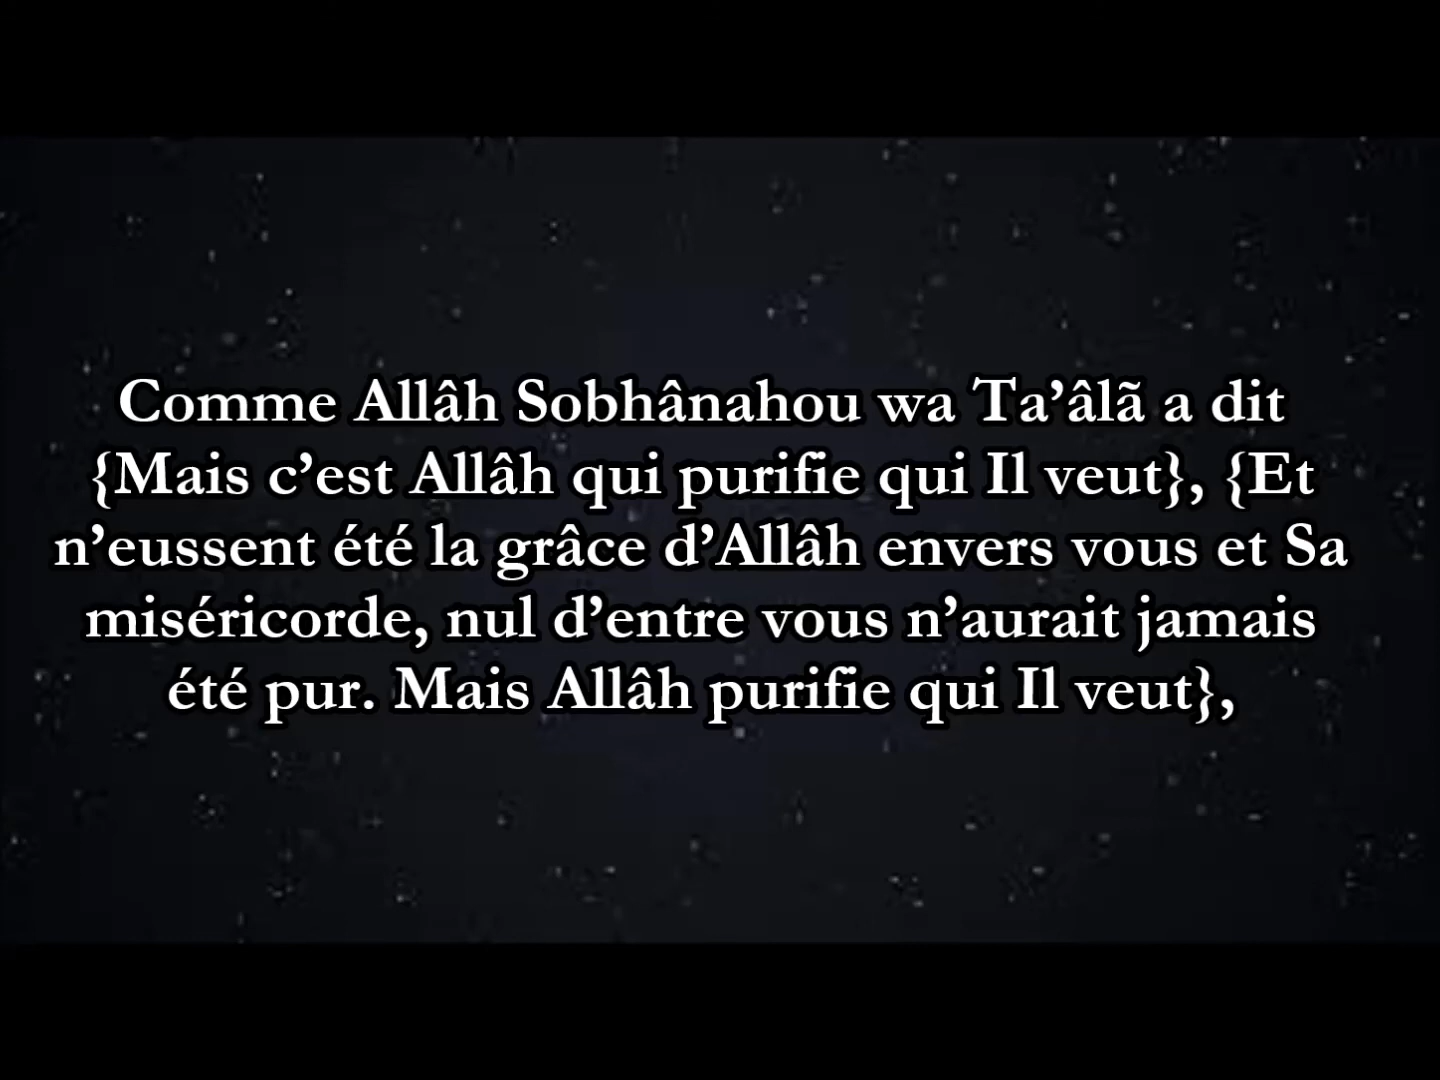 Comme Allâh Sobhânahou wa Ta’âlã a dit
{Mais c’est Allâh qui purifie qui Il veut}, {Et
n’eussent été la grâce d’Allâh envers vous et Sa
miséricorde, nul d’entre vous n’aurait jamais
été pur. Mais Allâh purifie qui Il veut},